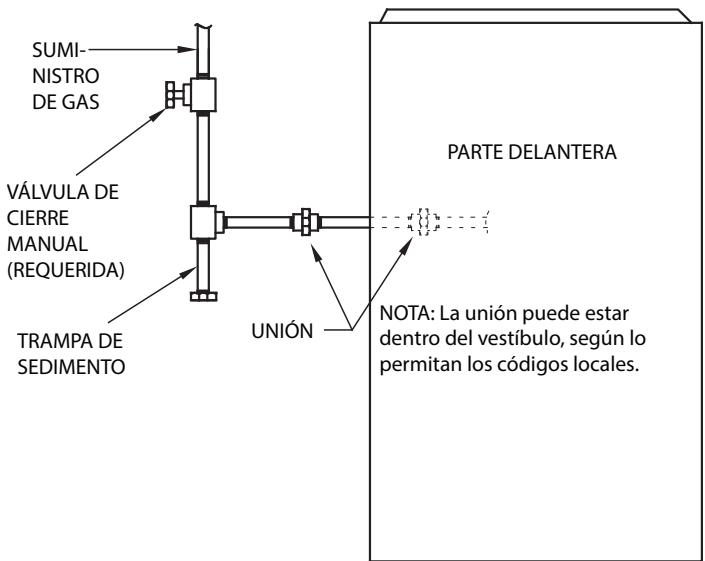 SUMI-
NISTRO
DE GAS
VÁLVULA DE
CIERRE
MANUAL
(REQUERIDA)
TRAMPA DE
SEDIMENTO
UNIÓN
PARTE DELANTERA
NOTA: La unión puede estar
dentro del vestíbulo, según lo
permitan los códigos locales.